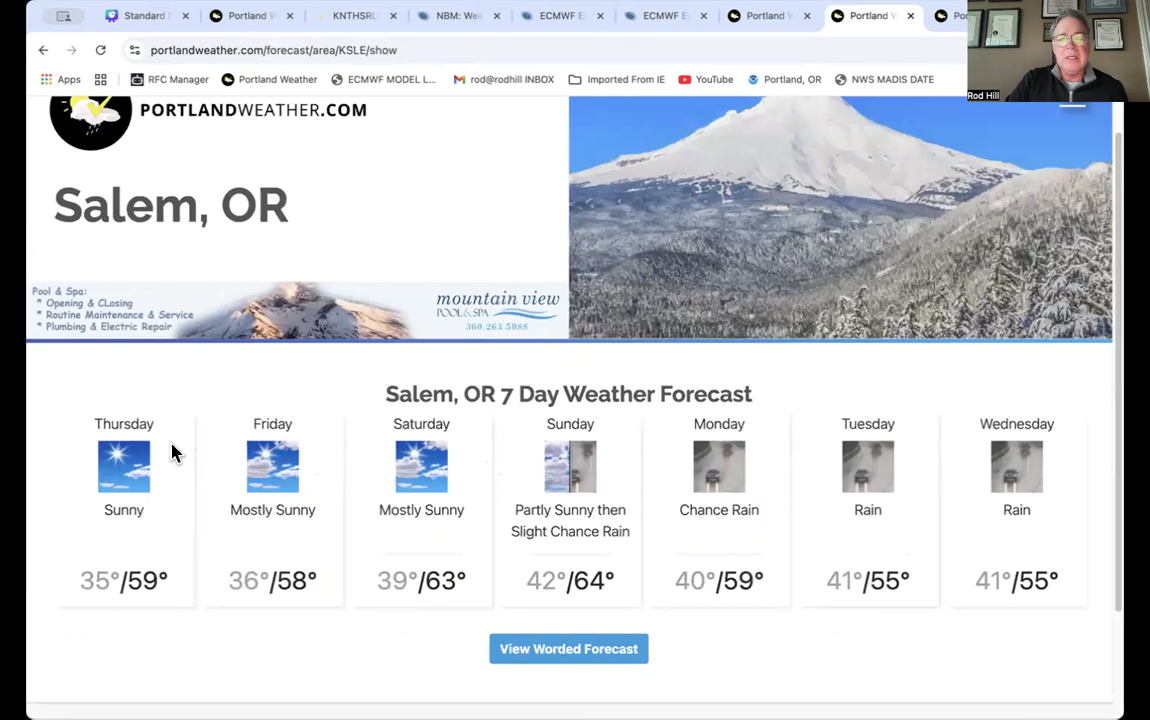 Standard
Portland W
KNTHSRL
NBM: Wea
ECMWF E
ECMWF E
Portland W
Portland W
Po
portlandweather.com/forecast/area/KSLE/show
Apps
RFC Manager
Portland Weather
ECMWF MODEL L...
rod@rodhill INBOX
Imported From IE
YouTube
Portland, OR
NWS MADIS DATE
Rod Hill
PORTLANDWEATHER.COM
Salem, OR
Pool & Spa:
* Opening & CLosing
* Routine Maintenance & Service
* Plumbing & Electric Repair
mountain view
POOL & SPA
360.263.5088
Salem, OR 7 Day Weather Forecast
Thursday
Friday
Saturday
Sunday
Monday
Tuesday
Wednesday
Sunny
Mostly Sunny
Mostly Sunny
Partly Sunny then
Slight Chance Rain
Chance Rain
Rain
Rain
35°/59°
36°/58°
39°/63°
42°/64°
40°/59°
41°/55°
41°/55°
View Worded Forecast